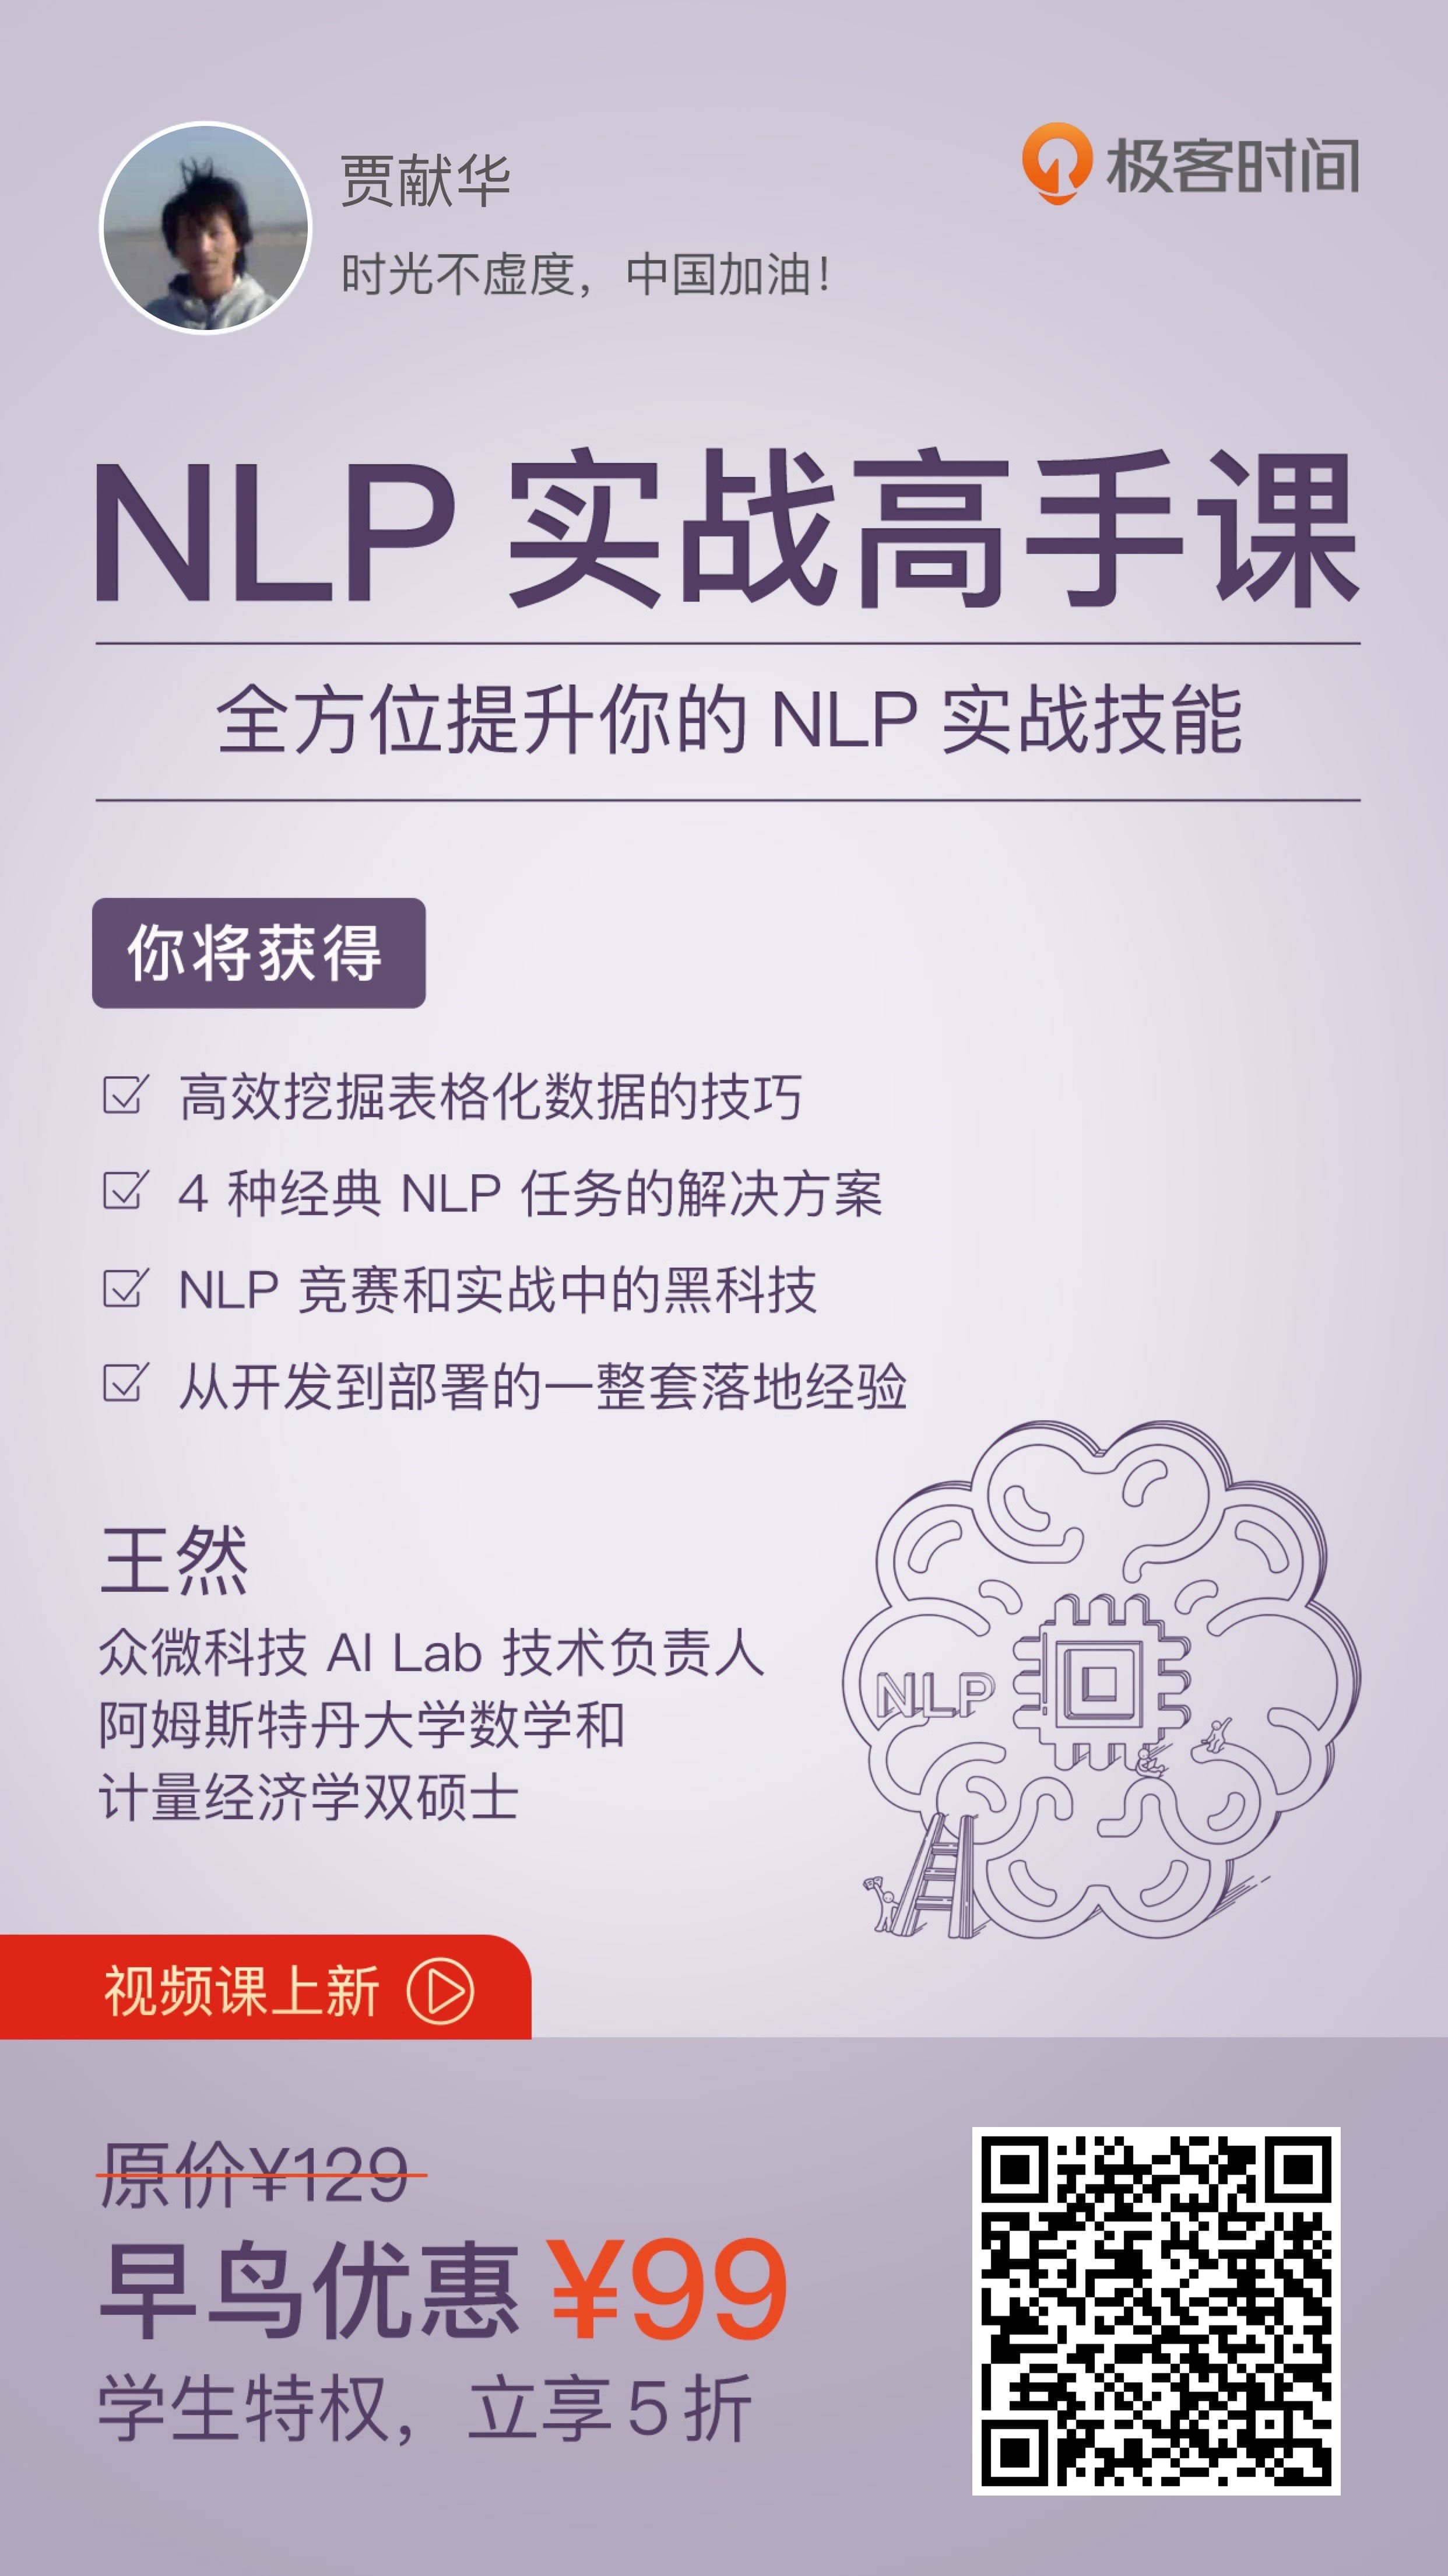 贾献华
极客时间
时光不虚度，中国加油！
NLP 实战高手课
全方位提升你的 NLP 实战技能
你将获得
高效挖掘表格化数据的技巧
4 种经典 NLP 任务的解决方案
NLP 竞赛和实战中的黑科技
从开发到部署的一整套落地经验
王然
众微科技 AI Lab 技术负责人
阿姆斯特丹大学数学和
计量经济学双硕士
NLP
视频课上新
原价¥129
早鸟优惠 ¥99
学生特权，立享 5 折